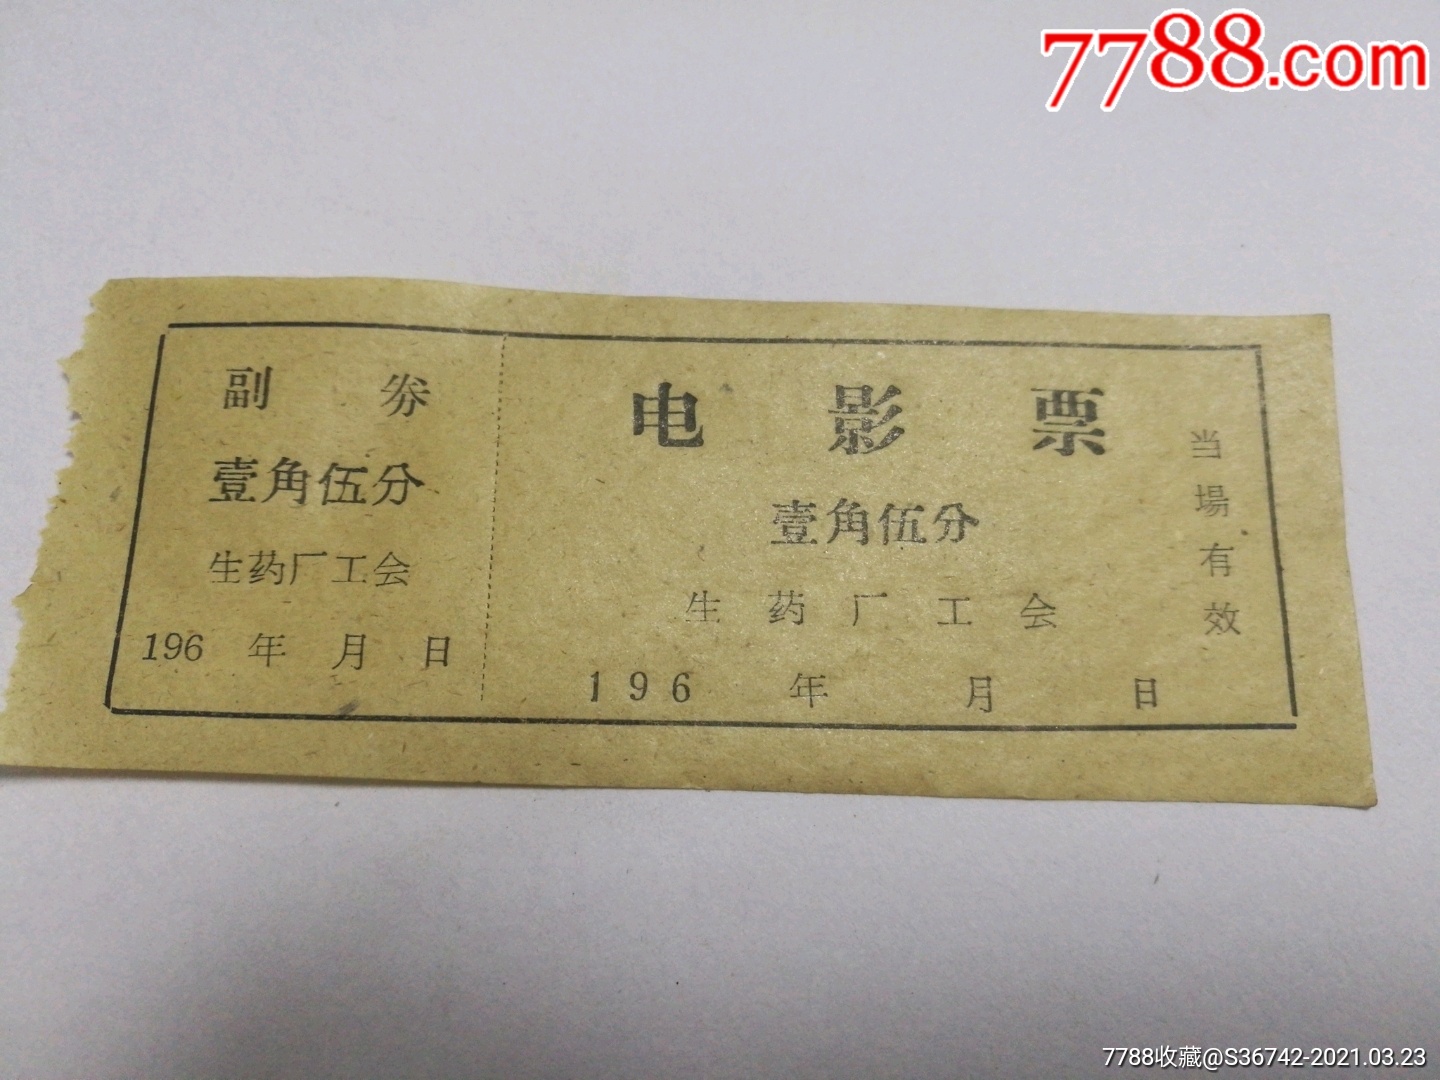 7788.com
副 券
壹角伍分
生药厂工会
196 年 月 日
电 影 票
壹角伍分
生 药 厂 工 会
196 年 月 日
当場有效
7788收藏@S36742-2021.03.23